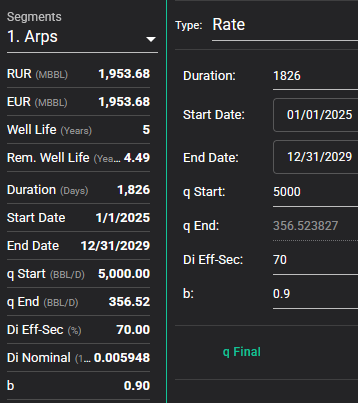 Segments
1. Arps
RUR (MBBL) 1,953.68
EUR (MBBL) 1,953.68
Well Life (Years) 5
Rem. Well Life (Yea... 4.49
Duration (Days) 1,826
Start Date 1/1/2025
End Date 12/31/2029
q Start (BBL/D) 5,000.00
q End (BBL/D) 356.52
Di Eff-Sec (%) 70.00
Di Nominal (1... 0.005948
b 0.90
Type: Rate
Duration: 1826
Start Date: 01/01/2025
End Date: 12/31/2029
q Start: 5000
q End: 356.523827
Di Eff-Sec: 70
b: 0.9
q Final